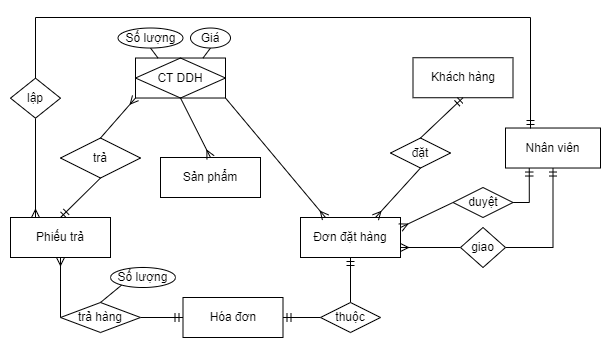 Số lượng
Giá
CT DDH
Khách hàng
lập
trả
đặt
Nhân viên
Sản phẩm
duyệt
Phiếu trả
Đơn đặt hàng
giao
Số lượng
trả hàng
Hóa đơn
thuộc